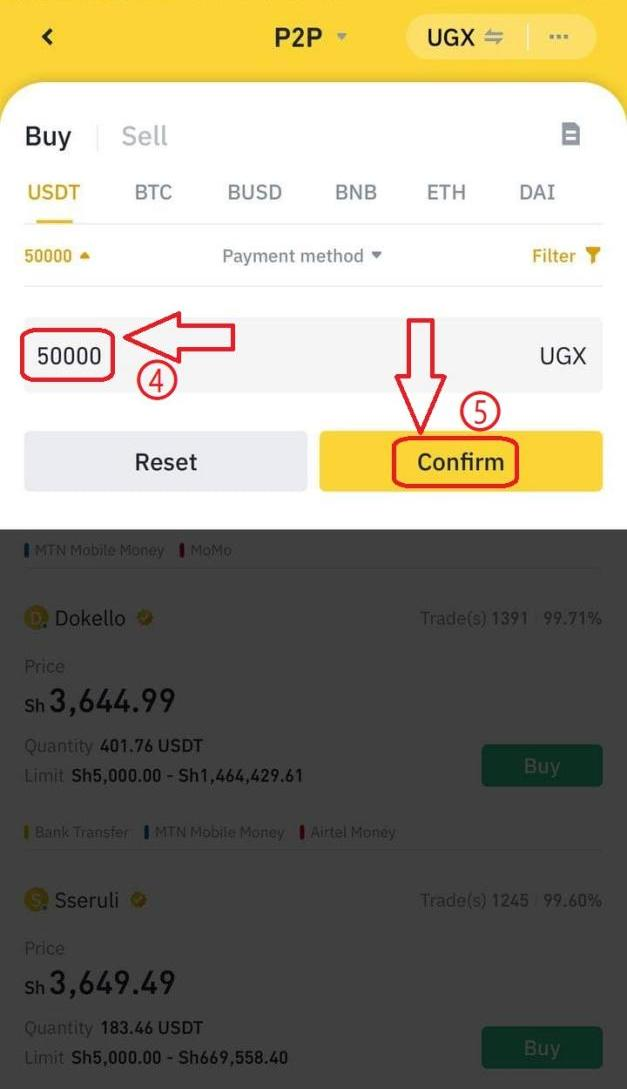 P2P UGX
Buy Sell
USDT BTC BUSD BNB ETH DAI
50000 Payment method Filter
50000 UGX
④
⑤
Reset Confirm
MTN Mobile Money MoMo
D Dokello Trade(s) 1391 99.71%
Price
Sh 3,644.99
Quantity 401.76 USDT
Limit Sh5,000.00 - Sh1,464,429.61
Buy
Bank Transfer MTN Mobile Money Airtel Money
S Sseruli Trade(s) 1245 99.60%
Price
Sh 3,649.49
Quantity 183.46 USDT
Limit Sh5,000.00 - Sh669,558.40
Buy